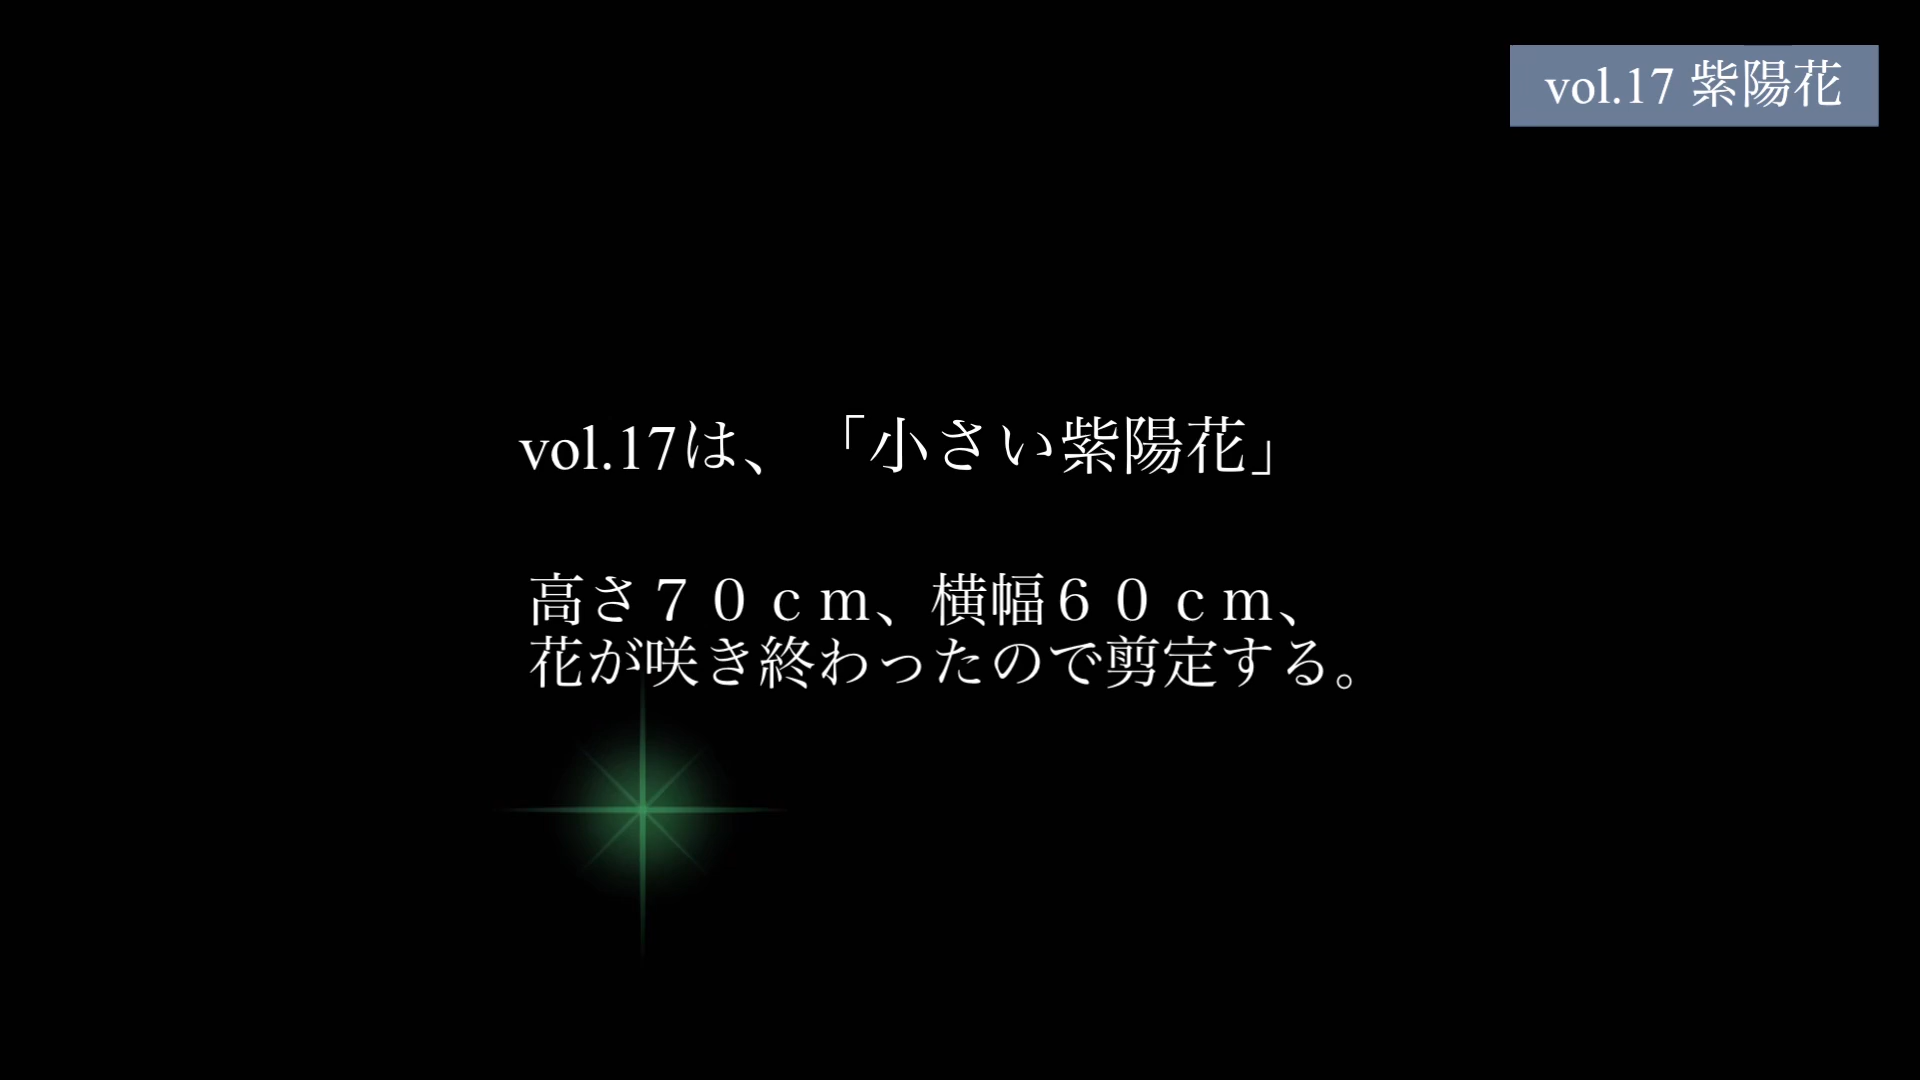 vol.17 紫陽花
vol.17は、「小さい紫陽花」
高さ７０ｃｍ、横幅６０ｃｍ、
花が咲き終わったので剪定する。